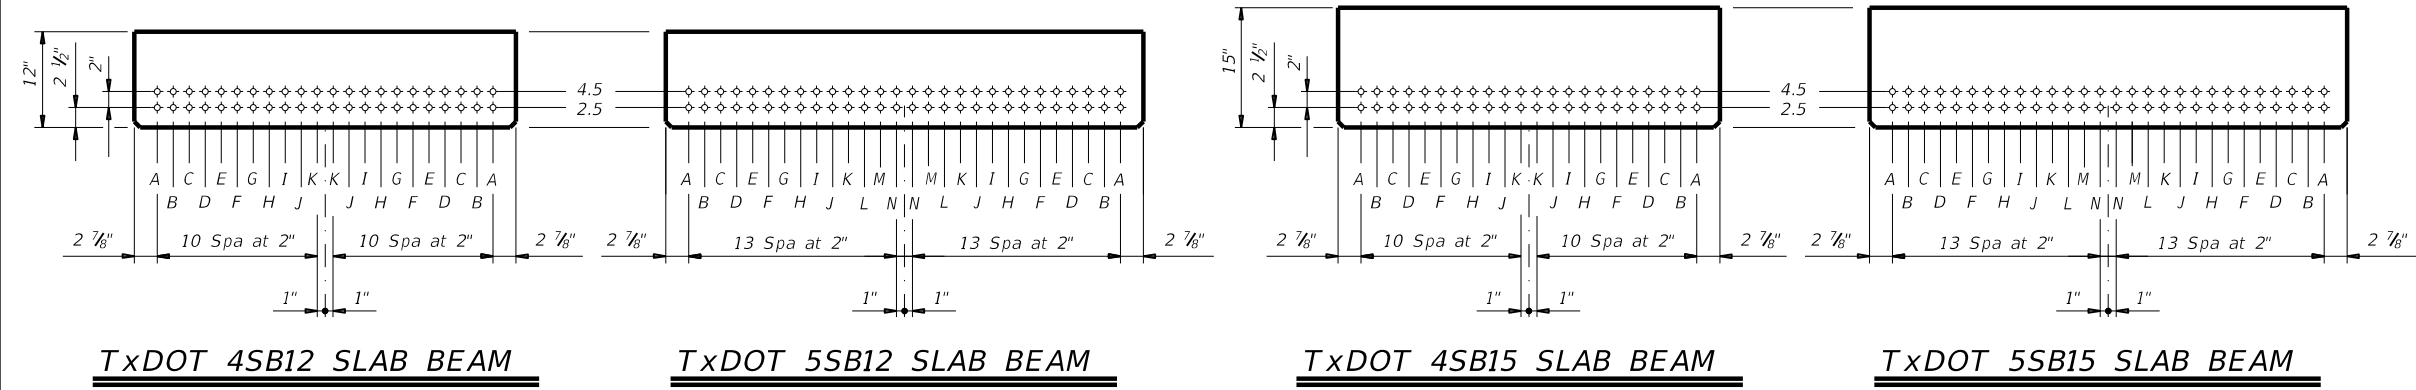 12" 2 ½" 2" 4.5 15" 2 ½" 2" 4.5
2.5 2.5
A C E G I K K I G E C A A C E G I K M M K I G E C A A C E G I K K I G E C A A C E G I K M M K I G E C A
B D F H J J H F D B B D F H J L N N L J H F D B B D F H J J H F D B B D F H J L N N L J H F D B
2 ⅞" 10 Spa at 2" 10 Spa at 2" 2 ⅞" 2 ⅞" 13 Spa at 2" 13 Spa at 2" 2 ⅞" 2 ⅞" 10 Spa at 2" 10 Spa at 2" 2 ⅞" 2 ⅞" 13 Spa at 2" 13 Spa at 2" 2 ⅞"
1" 1" 1" 1" 1" 1" 1" 1"
TxDOT 4SB12 SLAB BEAM TxDOT 5SB12 SLAB BEAM TxDOT 4SB15 SLAB BEAM TxDOT 5SB15 SLAB BEAM